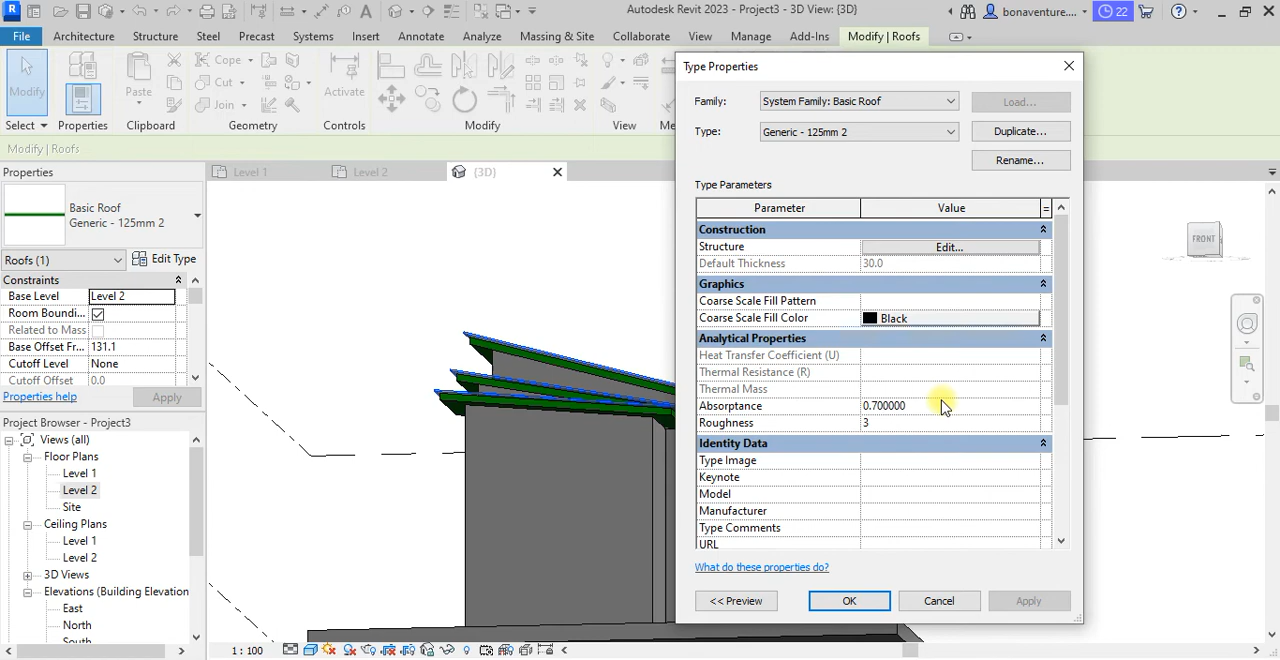 Autodesk Revit 2023 - Project3 - 3D View: {3D}
bonaventure....
22
File
Architecture
Structure
Steel
Precast
Systems
Insert
Annotate
Analyze
Massing & Site
Collaborate
View
Manage
Add-Ins
Modify | Roofs
Modify
Paste
Cope
Cut
Join
Activate
Select
Properties
Clipboard
Geometry
Controls
Modify
View
Modify | Roofs
Properties
Level 1
Level 2
{3D}
Basic Roof
Generic - 125mm 2
Roofs (1)
Edit Type
Constraints
Base Level
Level 2
Room Boundi...
Related to Mass
Base Offset Fr...
131.1
Cutoff Level
None
Cutoff Offset
0.0
Properties help
Apply
Project Browser - Project3
Views (all)
Floor Plans
Level 1
Level 2
Site
Ceiling Plans
Level 1
Level 2
3D Views
Elevations (Building Elevation
East
North
South
1 : 100
FRONT
Type Properties
Family:
System Family: Basic Roof
Load...
Type:
Generic - 125mm 2
Duplicate...
Rename...
Type Parameters
Parameter
Value
=
Construction
Structure
Edit...
Default Thickness
30.0
Graphics
Coarse Scale Fill Pattern
Coarse Scale Fill Color
Black
Analytical Properties
Heat Transfer Coefficient (U)
Thermal Resistance (R)
Thermal Mass
Absorptance
0.700000
Roughness
3
Identity Data
Type Image
Keynote
Model
Manufacturer
Type Comments
URL
What do these properties do?
<< Preview
OK
Cancel
Apply